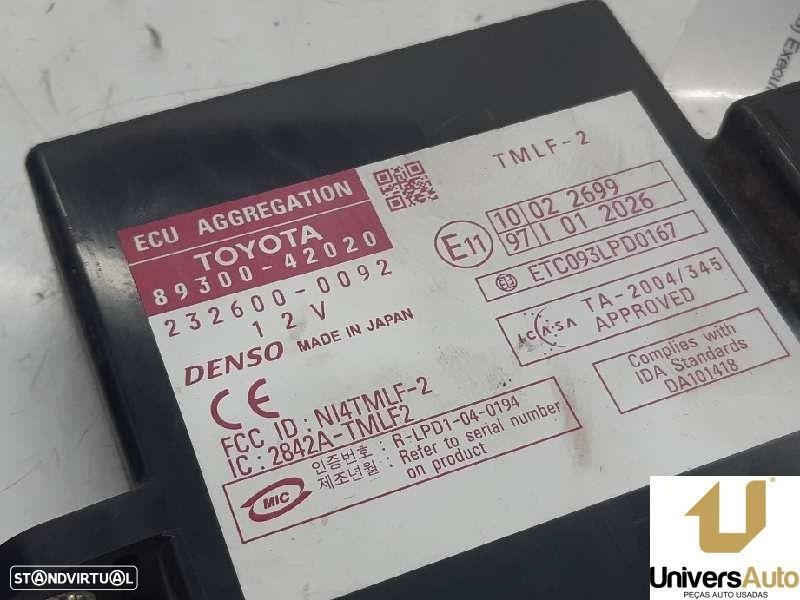 ECU AGGREGATION
TOYOTA
89300-42020
232600-0092
12V
DENSO MADE IN JAPAN
CE
FCC ID: NI4TMLF-2
IC: 2842A-TMLF2
MIC
인증번호: R-LPD1-04-0194
제조년월: Refer to serial number
on product
TMLF-2
E11
10 02 2699
97 I 01 2026
ETC093LPD0167
ICASA
TA-2004/345
APPROVED
Complies with
IDA Standards
DA101418
Execu
STANDVIRTUAL
UniversAuto
PEÇAS AUTO USADAS